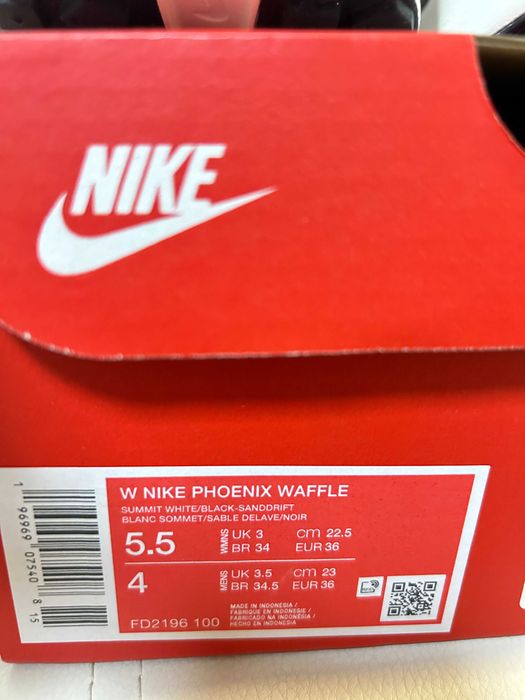 NIKE
W NIKE PHOENIX WAFFLE
SUMMIT WHITE/BLACK-SANDDRIFT
BLANC SOMMET/SABLE DELAVE/NOIR
5.5 WMNS UK 3 cm 22.5
BR 34 EUR 36
4 MENS UK 3.5 cm 23
BR 34.5 EUR 36
FD2196 100
MADE IN INDONESIA /
FABRIQUE EN INDONESIE /
FABRICADO NA INDONÉSIA /
HECHO EN INDONESIA
1 96969 07540 8 15